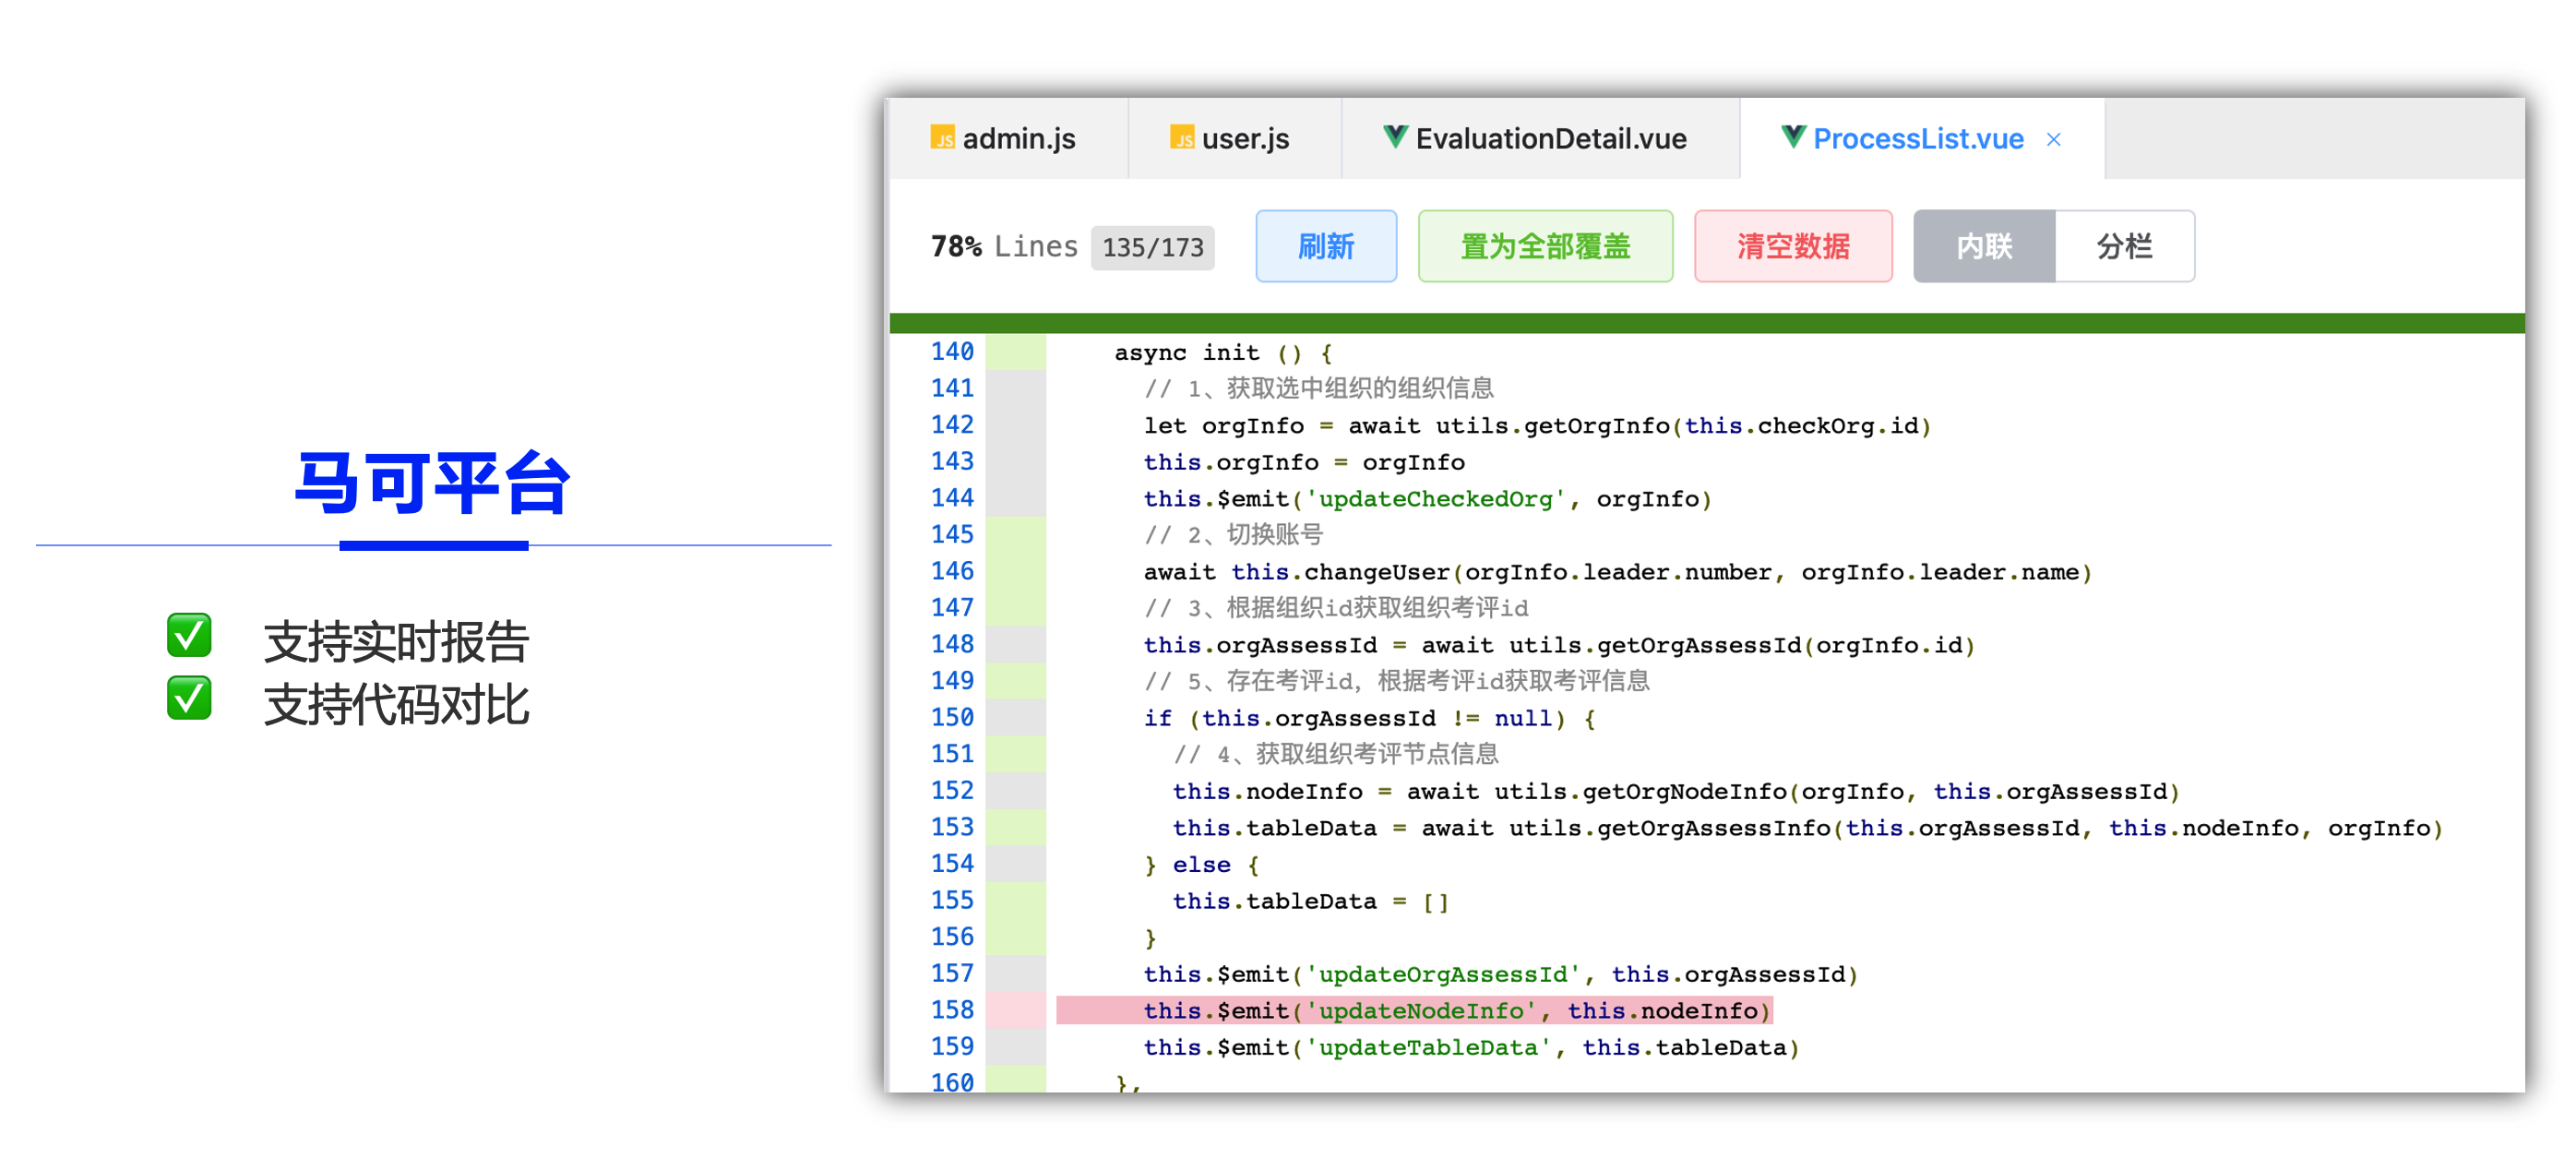 马可平台
✅ 支持实时报告
✅ 支持代码对比
admin.js user.js EvaluationDetail.vue ProcessList.vue ×
78% Lines 135/173 刷新 置为全部覆盖 清空数据 内联 分栏
140 async init () {
141 // 1、获取选中组织的组织信息
142 let orgInfo = await utils.getOrgInfo(this.checkOrg.id)
143 this.orgInfo = orgInfo
144 this.$emit('updateCheckedOrg', orgInfo)
145 // 2、切换账号
146 await this.changeUser(orgInfo.leader.number, orgInfo.leader.name)
147 // 3、根据组织id获取组织考评id
148 this.orgAssessId = await utils.getOrgAssessId(orgInfo.id)
149 // 5、存在考评id，根据考评id获取考评信息
150 if (this.orgAssessId != null) {
151 // 4、获取组织考评节点信息
152 this.nodeInfo = await utils.getOrgNodeInfo(orgInfo, this.orgAssessId)
153 this.tableData = await utils.getOrgAssessInfo(this.orgAssessId, this.nodeInfo, orgInfo)
154 } else {
155 this.tableData = []
156 }
157 this.$emit('updateOrgAssessId', this.orgAssessId)
158 this.$emit('updateNodeInfo', this.nodeInfo)
159 this.$emit('updateTableData', this.tableData)
160 },